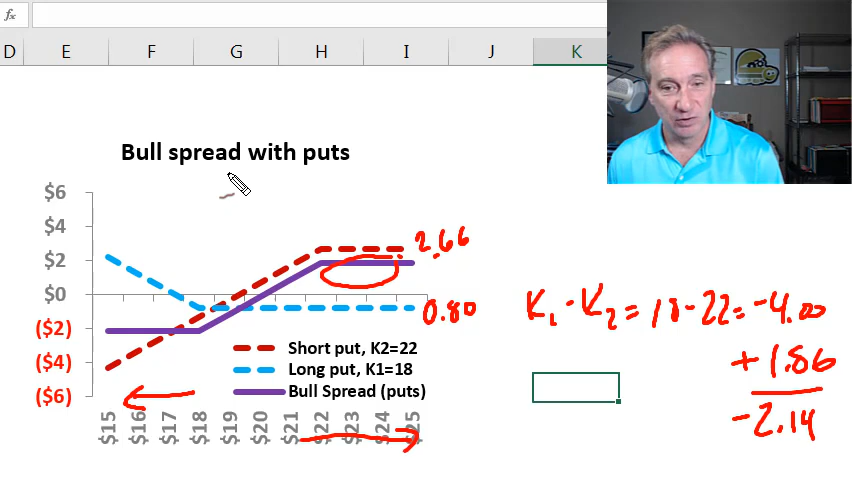 fx
D E F G H I J K
Bull spread with puts
$6
$4
$2
$0
($2)
($4)
($6)
2.66
0.80
Short put, K2=22
Long put, K1=18
Bull Spread (puts)
$15 $16 $17 $18 $19 $20 $21 $22 $23 $24 $25
K1 - K2 = 18-22 = -4.00
+ 1.86
-2.14